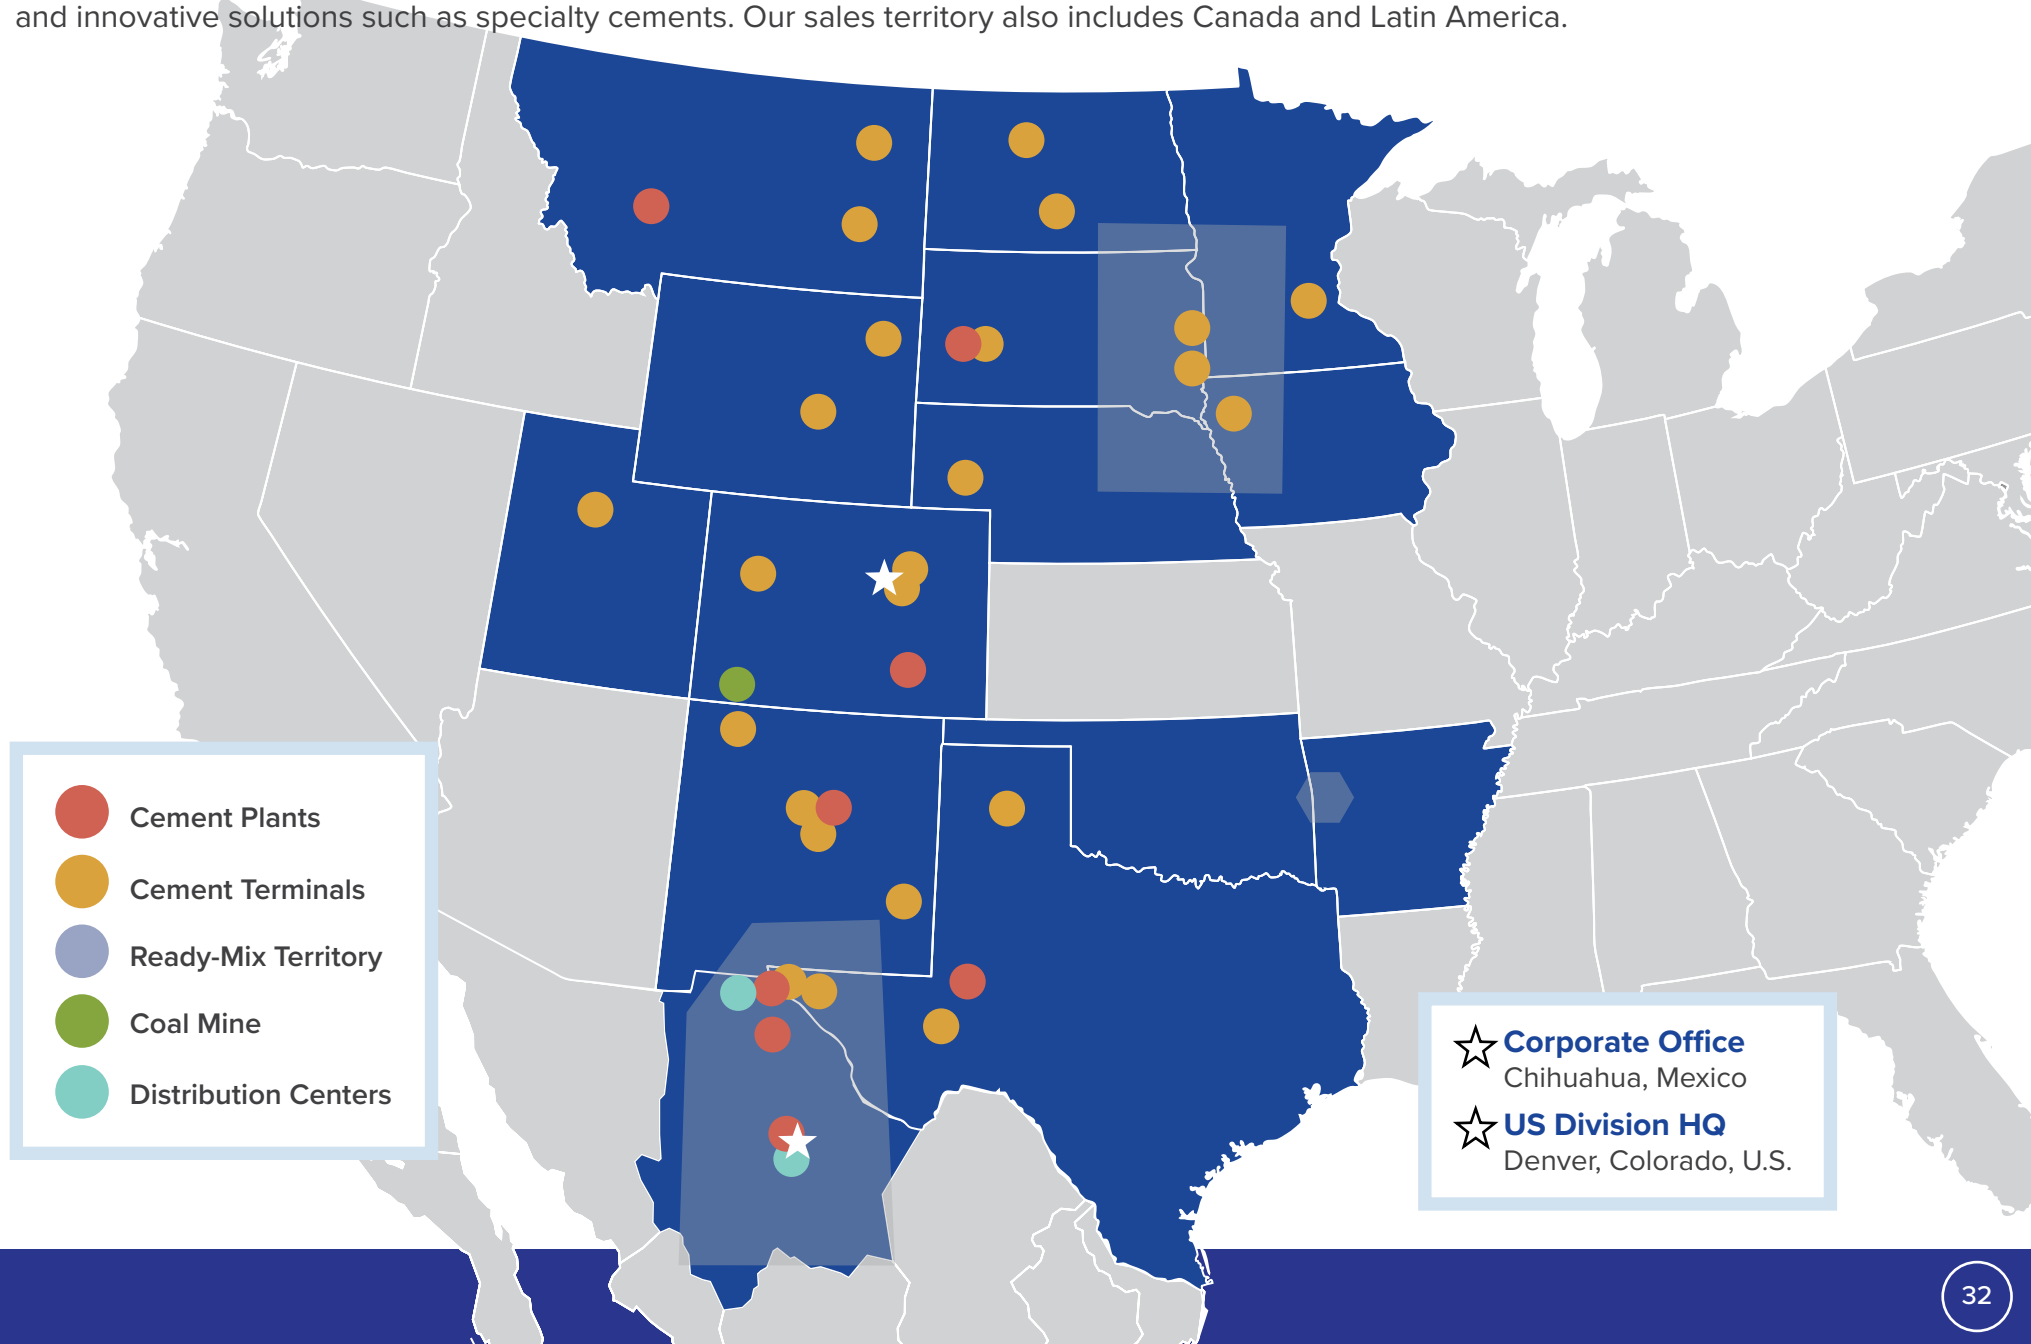 and innovative solutions such as specialty cements. Our sales territory also includes Canada and Latin America.
Cement Plants
Cement Terminals
Ready-Mix Territory
Coal Mine
Distribution Centers
Corporate Office
Chihuahua, Mexico
US Division HQ
Denver, Colorado, U.S.
32